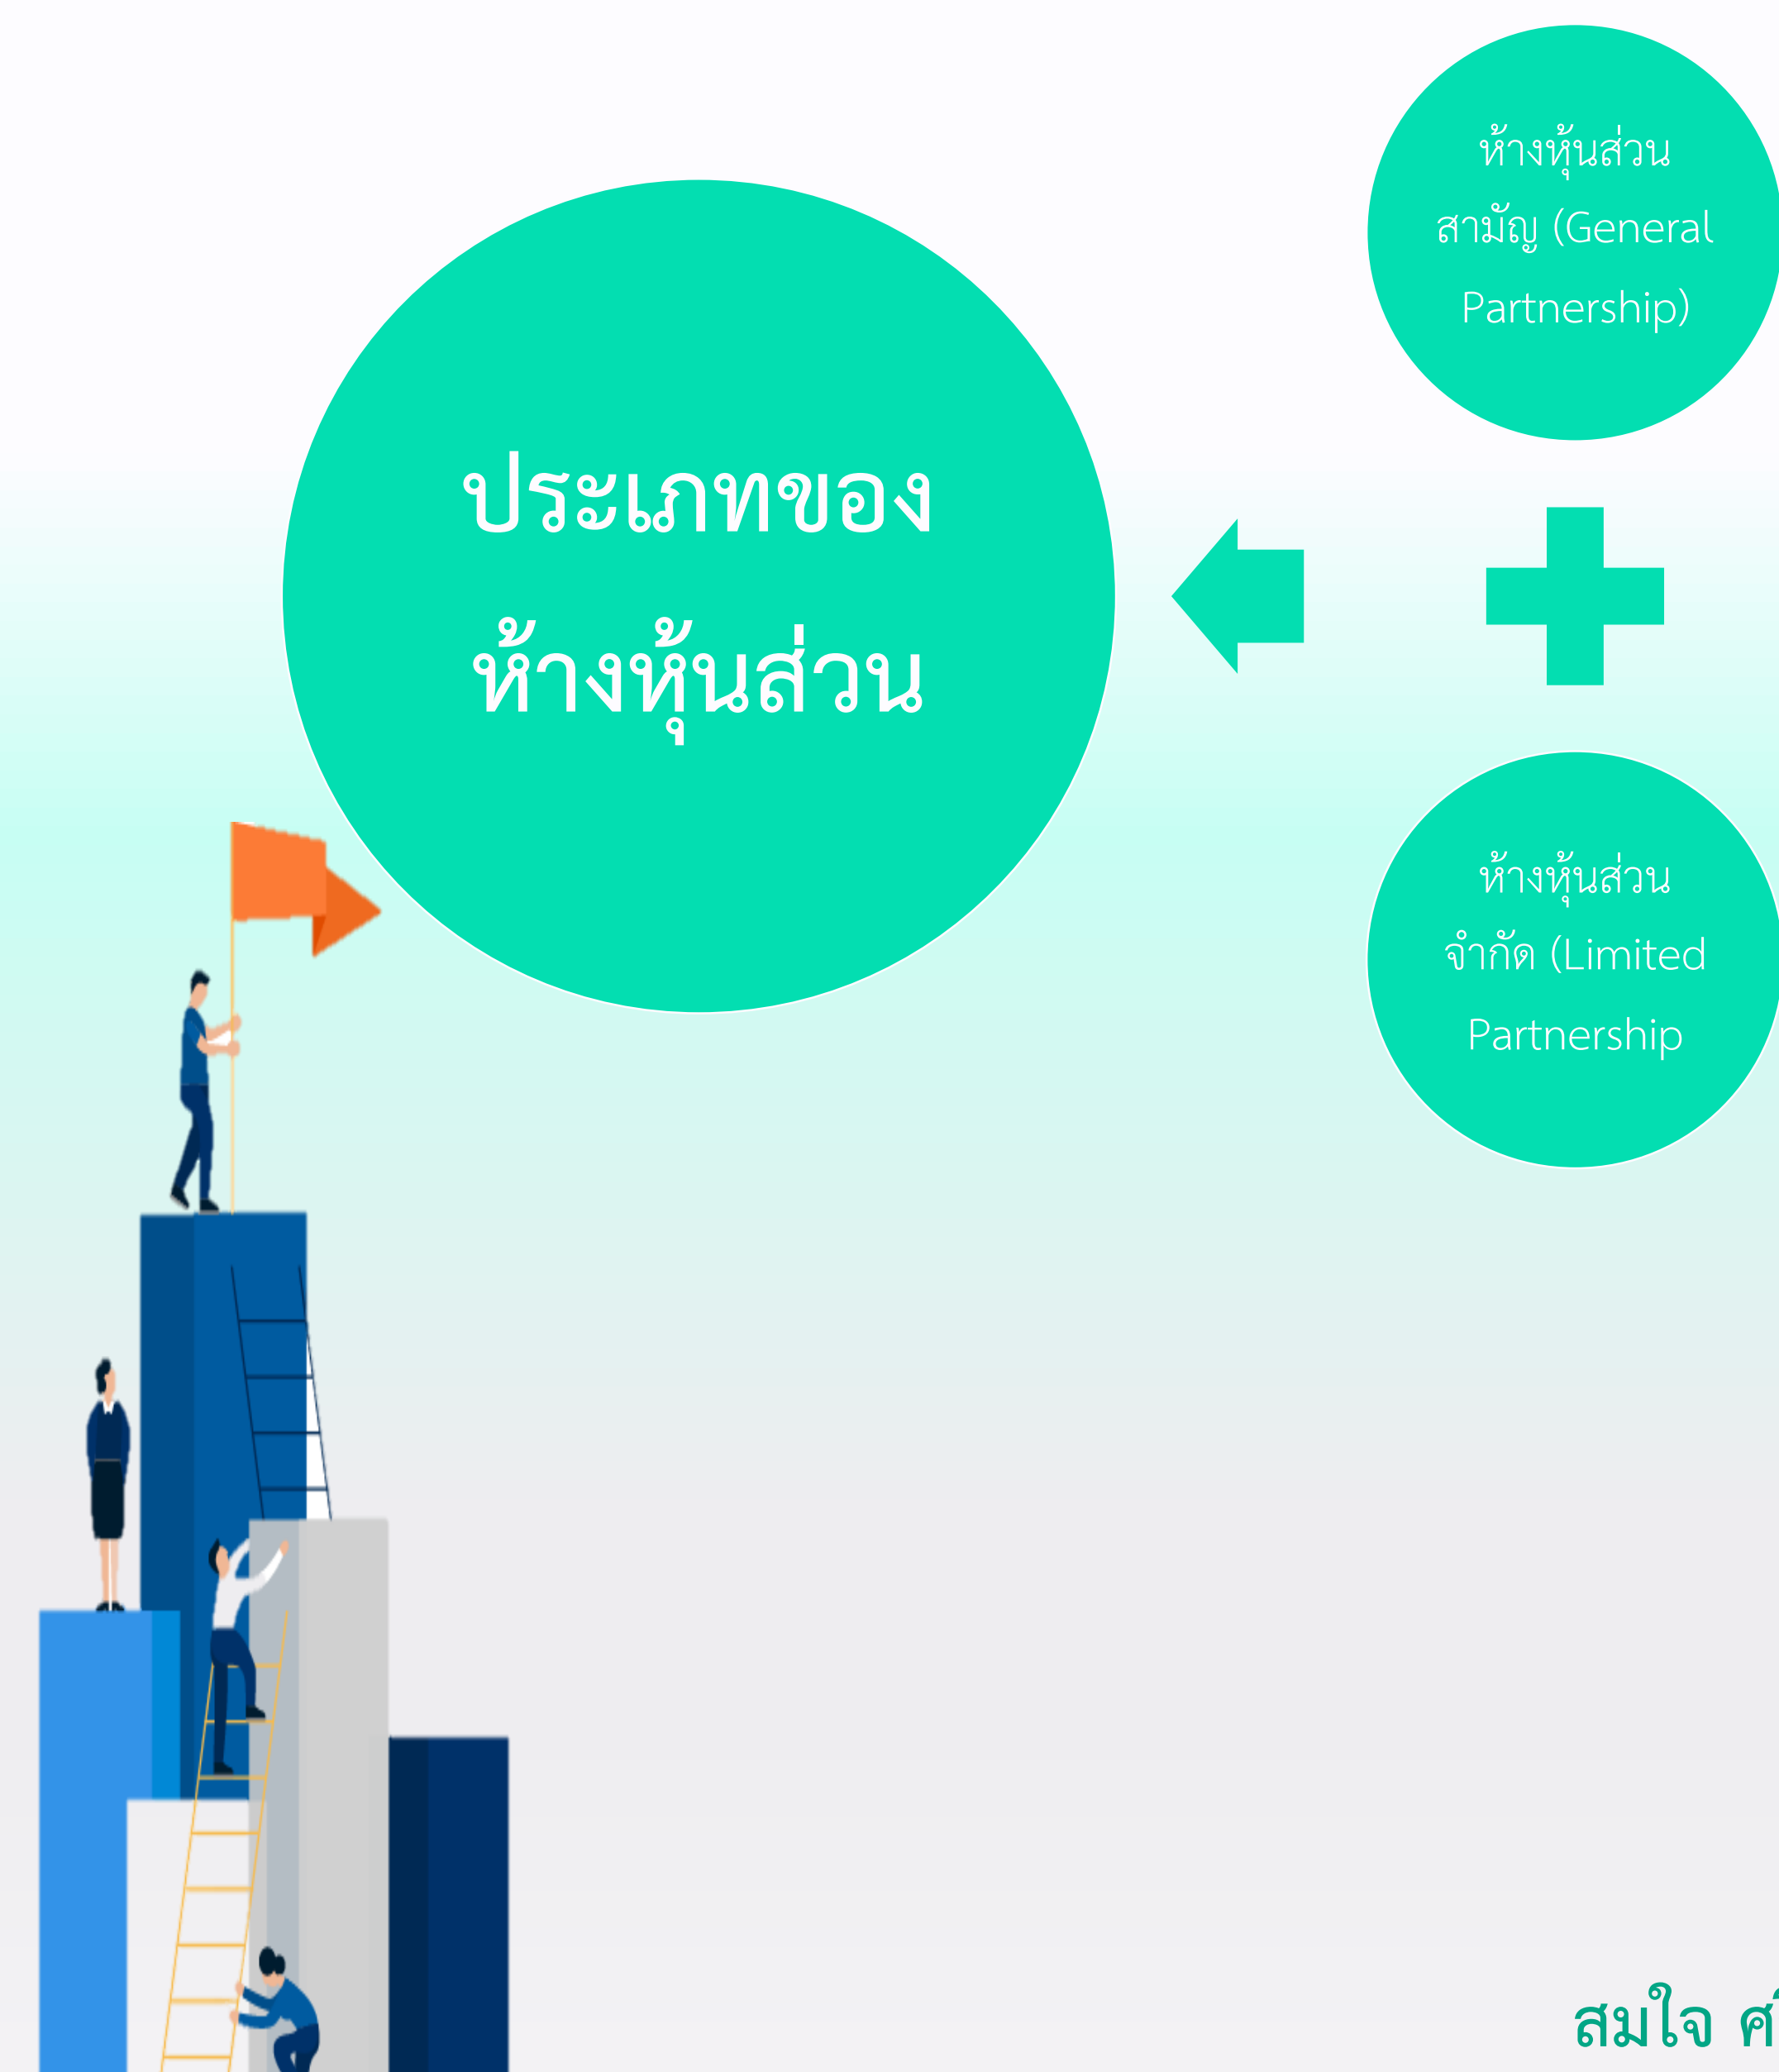 ห้างหุ้นส่วน
สามัญ (General
Partnership)
ประเภทของ
ห้างหุ้นส่วน
ห้างหุ้นส่วน
จำกัด (Limited
Partnership
สมใจ